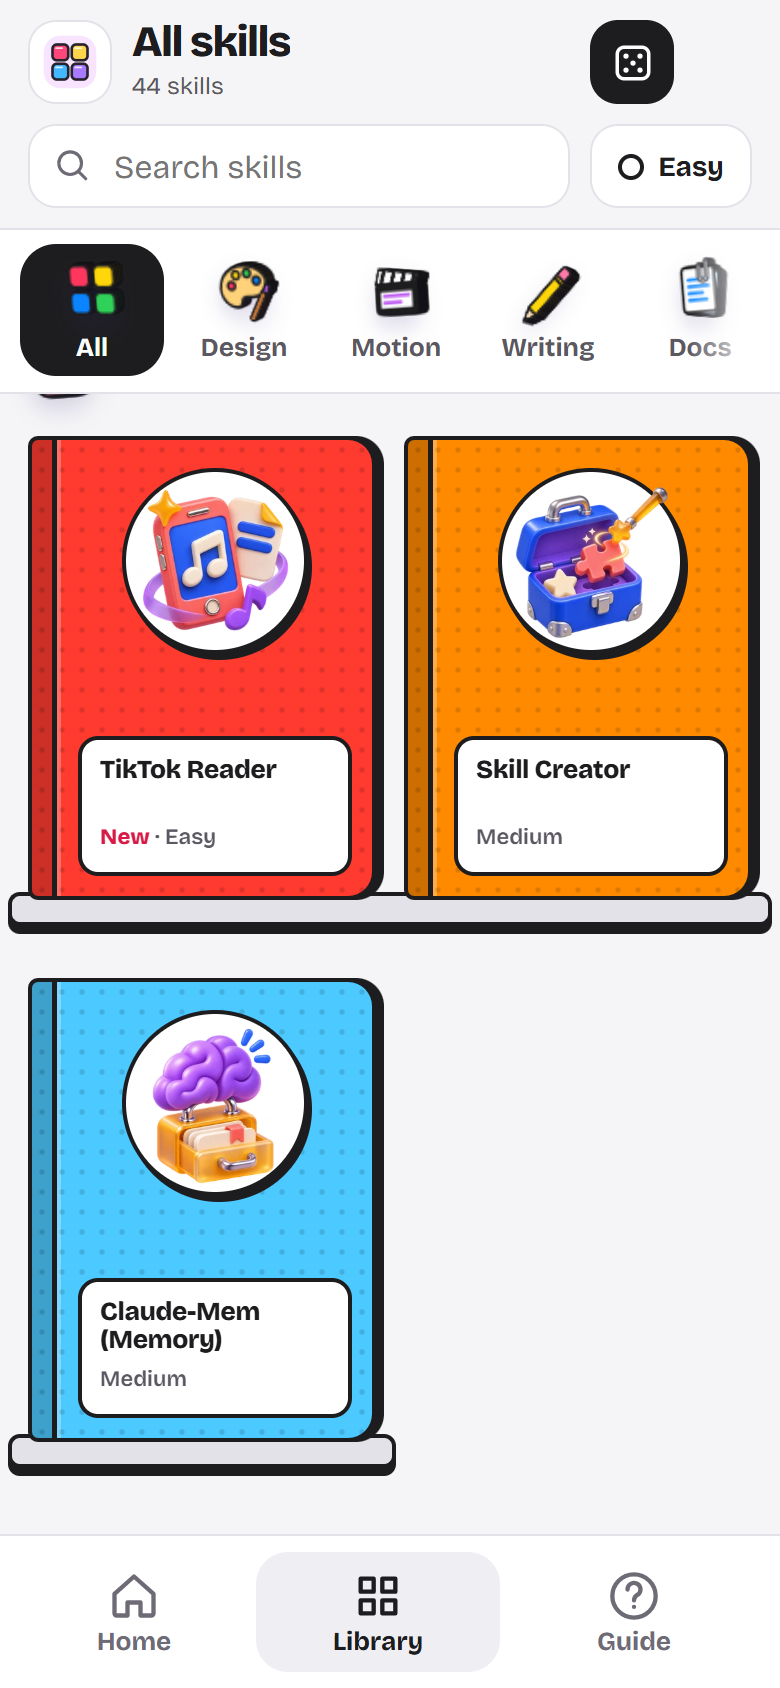 All skills
44 skills
Search skills
Easy
All
Design
Motion
Writing
Docs
TikTok Reader
New · Easy
Skill Creator
Medium
Claude-Mem
(Memory)
Medium
Home
Library
Guide